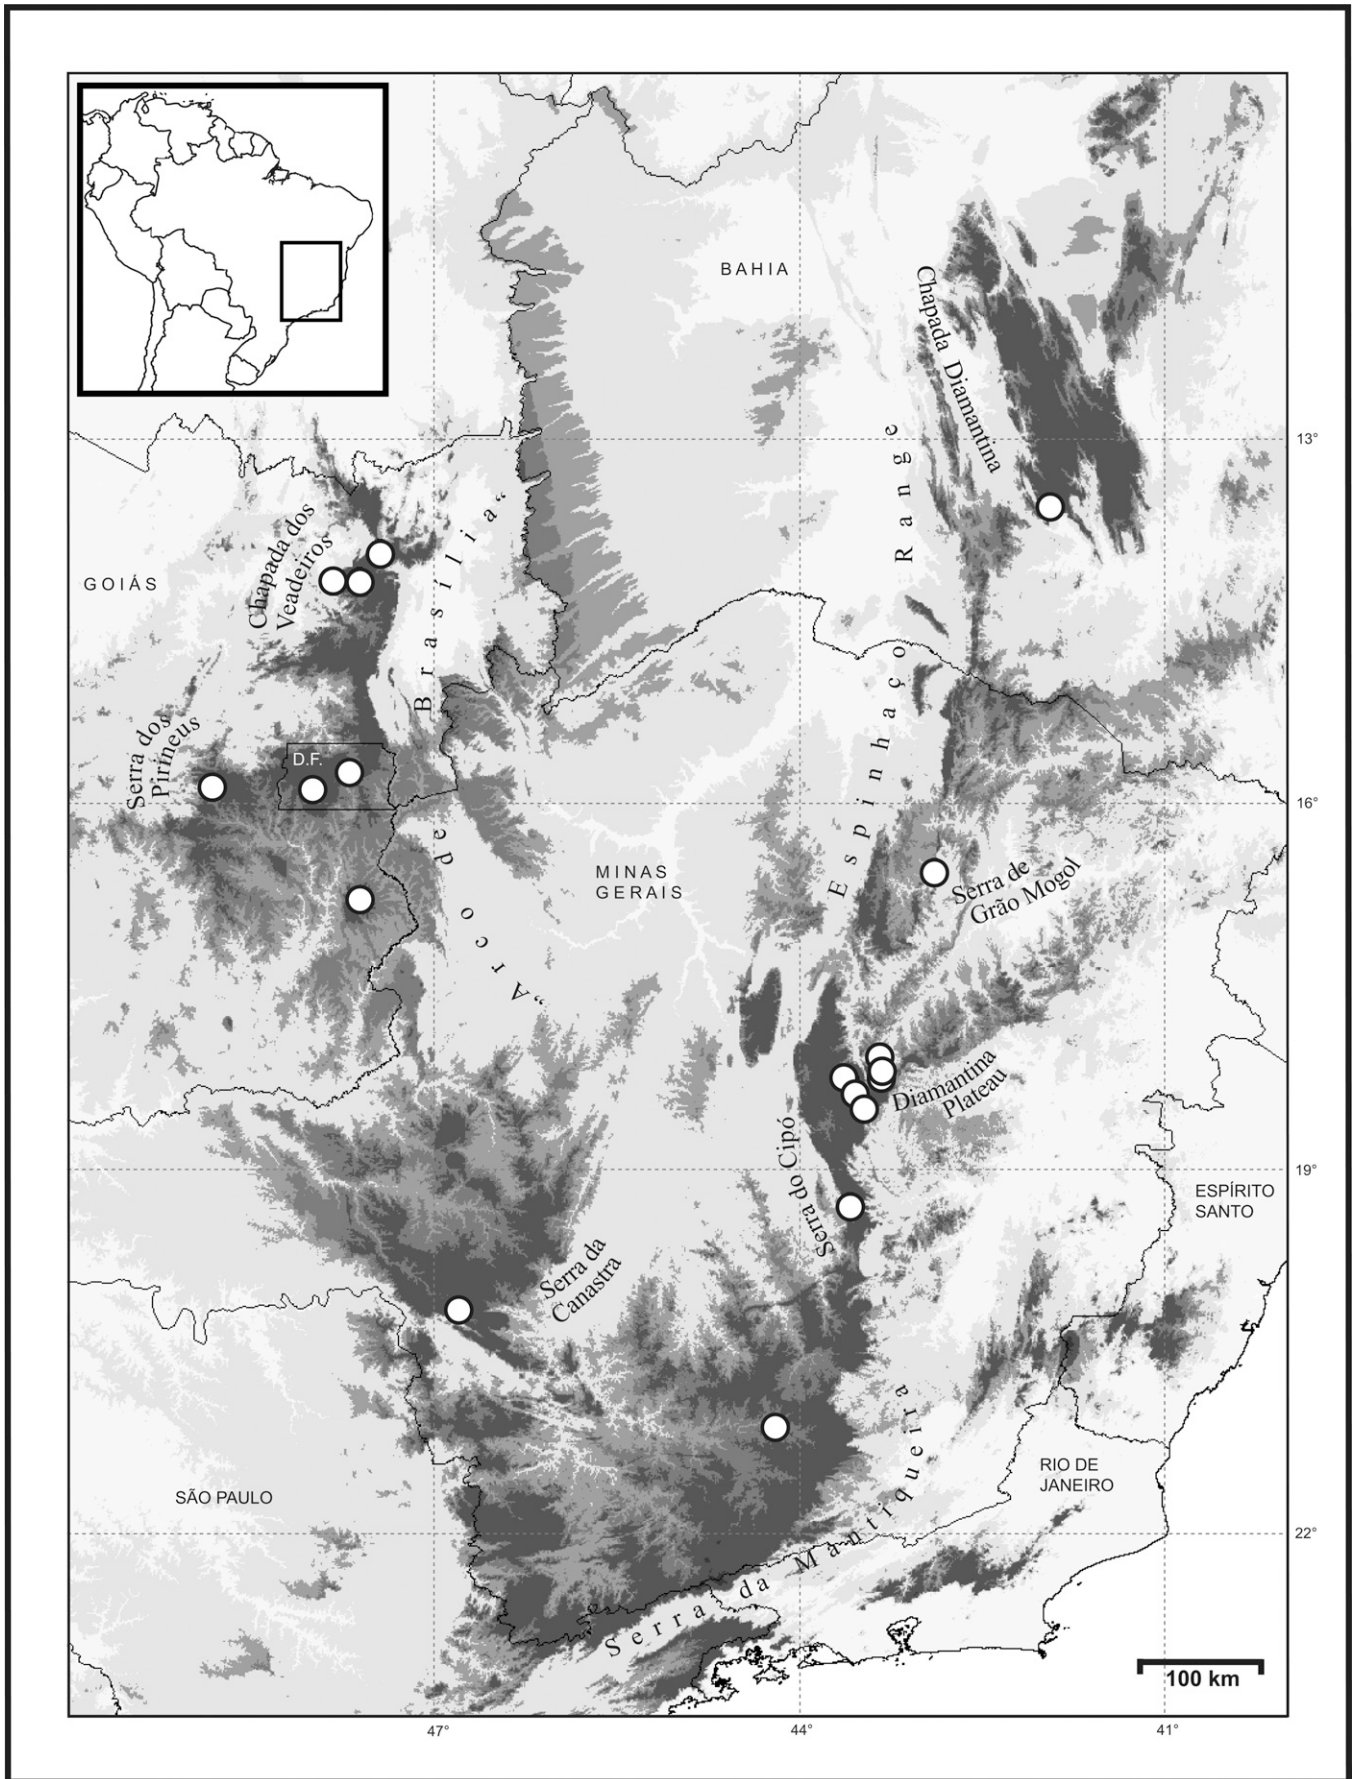 BAHIA
Chapada Diamantina
13°
Chapada dos
Veadeiros
GOIÁS
Espinhaço Range
"Arco de Brasília"
Serra dos
Pirineus
D.F.
16°
MINAS
GERAIS
Serra de
Grão Mogol
Diamantina
Plateau
Serra do Cipó
19°
ESPÍRITO
SANTO
Serra da
Canastra
RIO DE
JANEIRO
SÃO PAULO
22°
Serra da Mantiqueira
100 km
47°
44°
41°